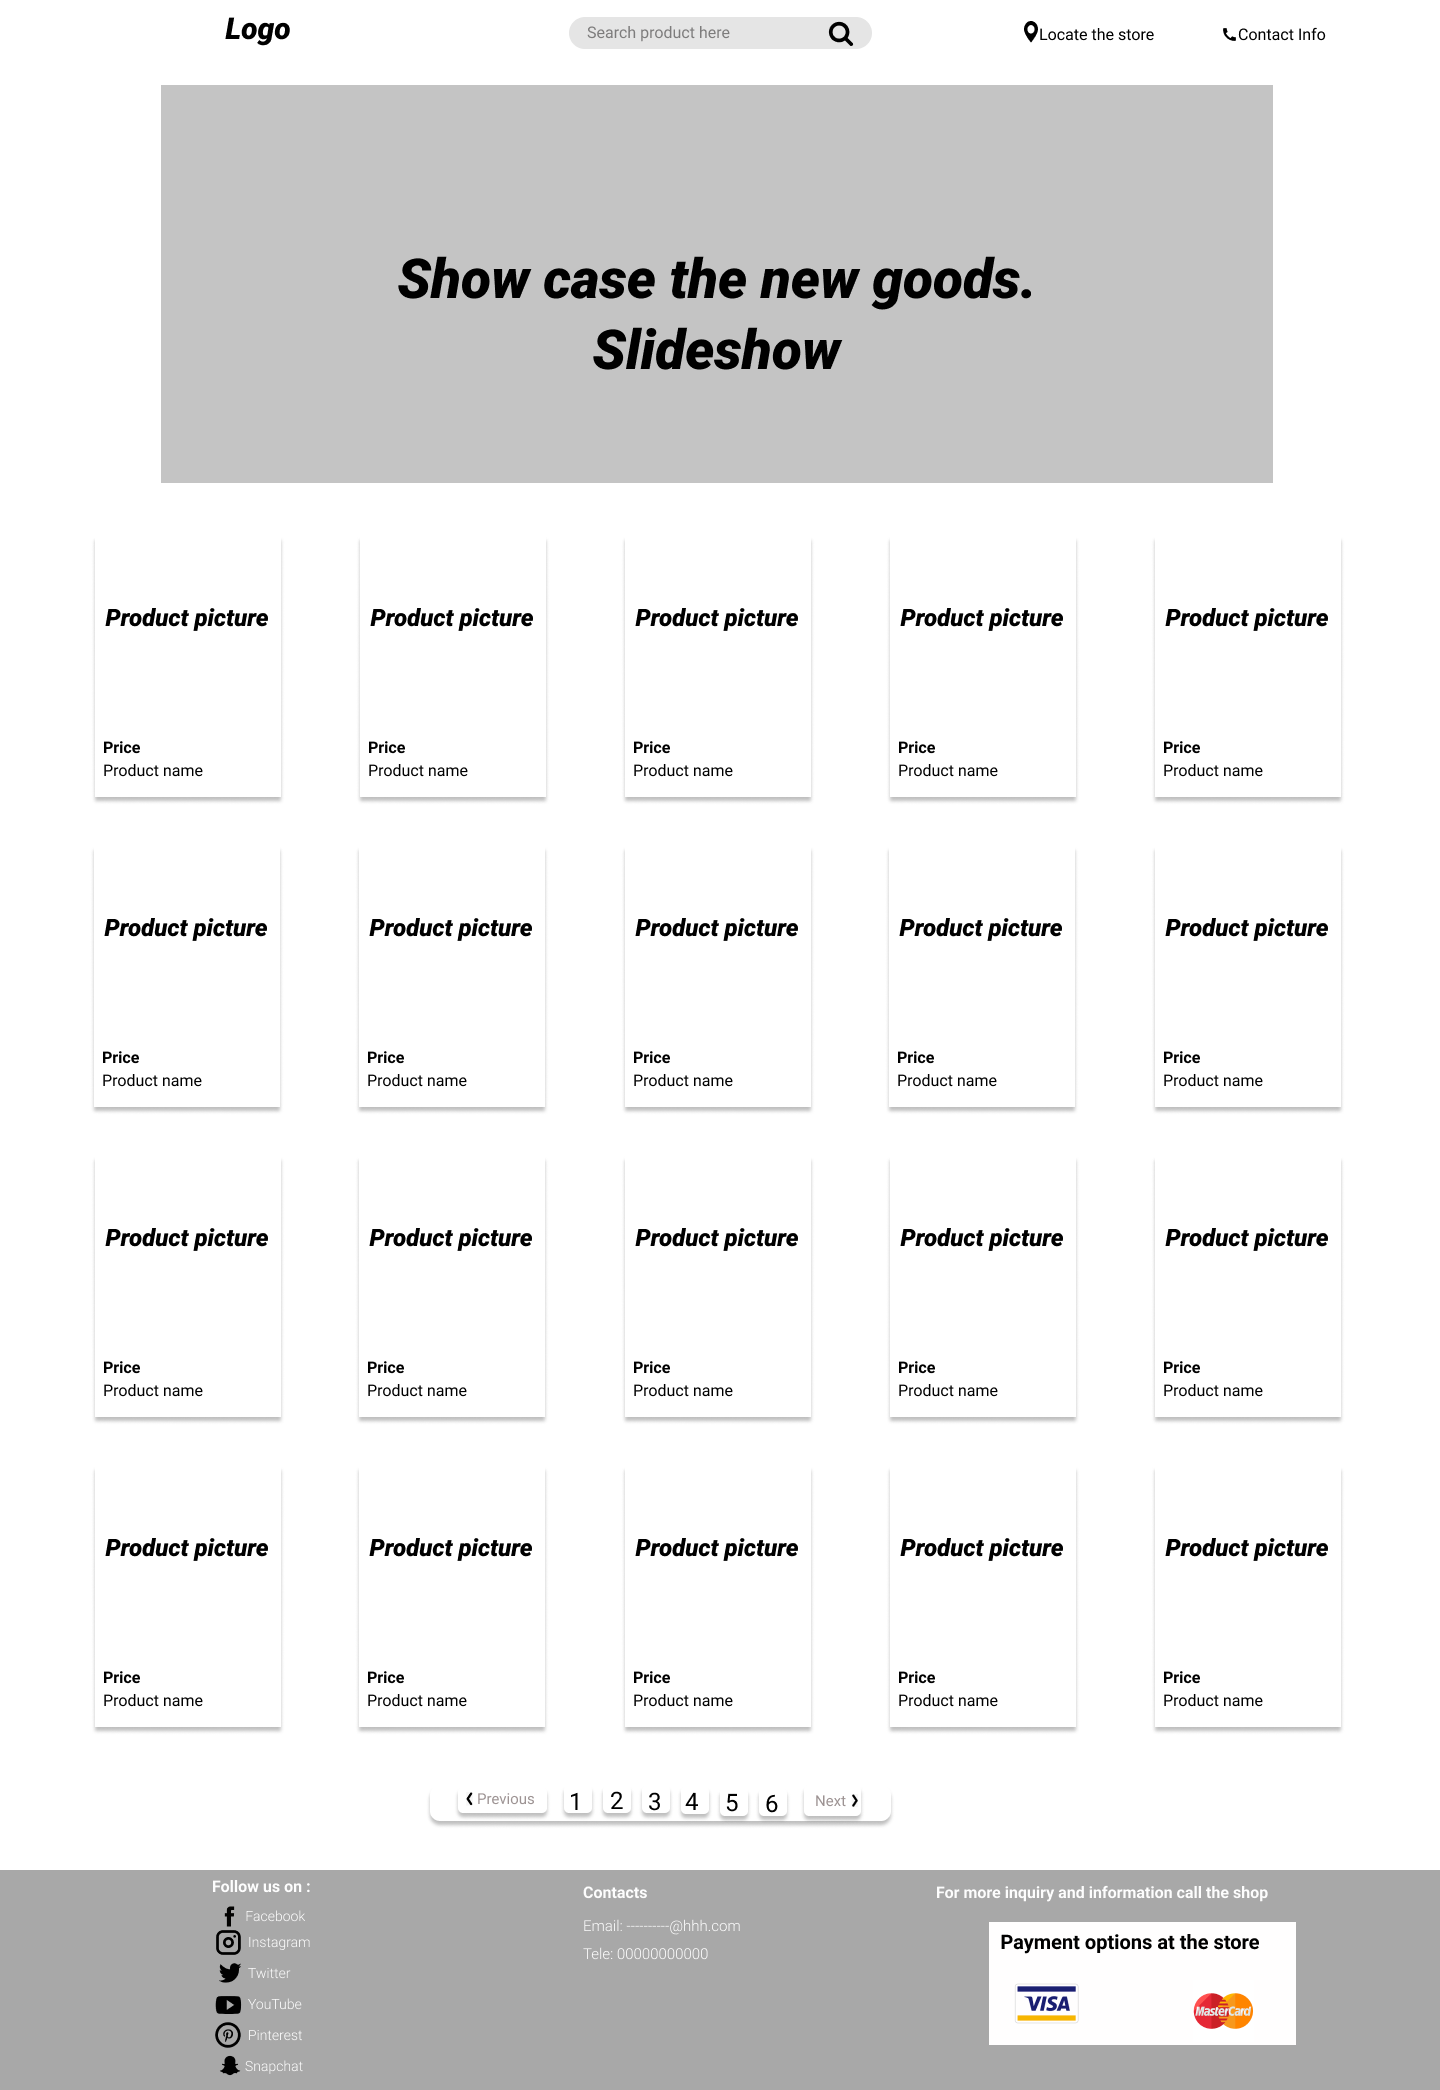 Logo
Search product here
Locate the store
Contact Info
Show case the new goods.
Slideshow
Product picture Product picture Product picture Product picture Product picture
Price Price Price Price Price
Product name Product name Product name Product name Product name
Product picture Product picture Product picture Product picture Product picture
Price Price Price Price Price
Product name Product name Product name Product name Product name
Product picture Product picture Product picture Product picture Product picture
Price Price Price Price Price
Product name Product name Product name Product name Product name
Product picture Product picture Product picture Product picture Product picture
Price Price Price Price Price
Product name Product name Product name Product name Product name
Previous 1 2 3 4 5 6 Next
Follow us on :
Facebook
Instagram
Twitter
YouTube
Pinterest
Snapchat
Contacts
Email: ----------@hhh.com
Tele: 00000000000
For more inquiry and information call the shop
Payment options at the store
VISA
MasterCard